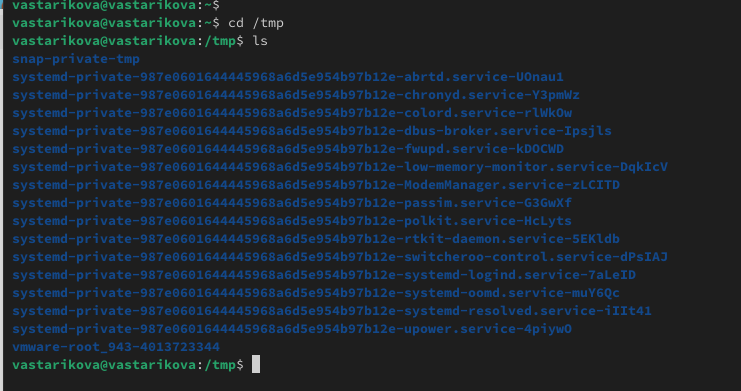 vastarikova@vastarikova:~$
vastarikova@vastarikova:~$ cd /tmp
vastarikova@vastarikova:/tmp$ ls
snap-private-tmp
systemd-private-987e0601644445968a6d5e954b97b12e-abrtd.service-UOnau1
systemd-private-987e0601644445968a6d5e954b97b12e-chronyd.service-Y3pmWz
systemd-private-987e0601644445968a6d5e954b97b12e-colord.service-rlWkOw
systemd-private-987e0601644445968a6d5e954b97b12e-dbus-broker.service-Ipsjls
systemd-private-987e0601644445968a6d5e954b97b12e-fwupd.service-kDOCWD
systemd-private-987e0601644445968a6d5e954b97b12e-low-memory-monitor.service-DqkIcV
systemd-private-987e0601644445968a6d5e954b97b12e-ModemManager.service-zLCITD
systemd-private-987e0601644445968a6d5e954b97b12e-passim.service-G3GwXf
systemd-private-987e0601644445968a6d5e954b97b12e-polkit.service-HcLyts
systemd-private-987e0601644445968a6d5e954b97b12e-rtkit-daemon.service-5EKldb
systemd-private-987e0601644445968a6d5e954b97b12e-switcheroo-control.service-dPsIAJ
systemd-private-987e0601644445968a6d5e954b97b12e-systemd-logind.service-7aLeID
systemd-private-987e0601644445968a6d5e954b97b12e-systemd-oomd.service-muY6Qc
systemd-private-987e0601644445968a6d5e954b97b12e-systemd-resolved.service-iIIt41
systemd-private-987e0601644445968a6d5e954b97b12e-upower.service-4piywO
vmware-root_943-4013723344
vastarikova@vastarikova:/tmp$